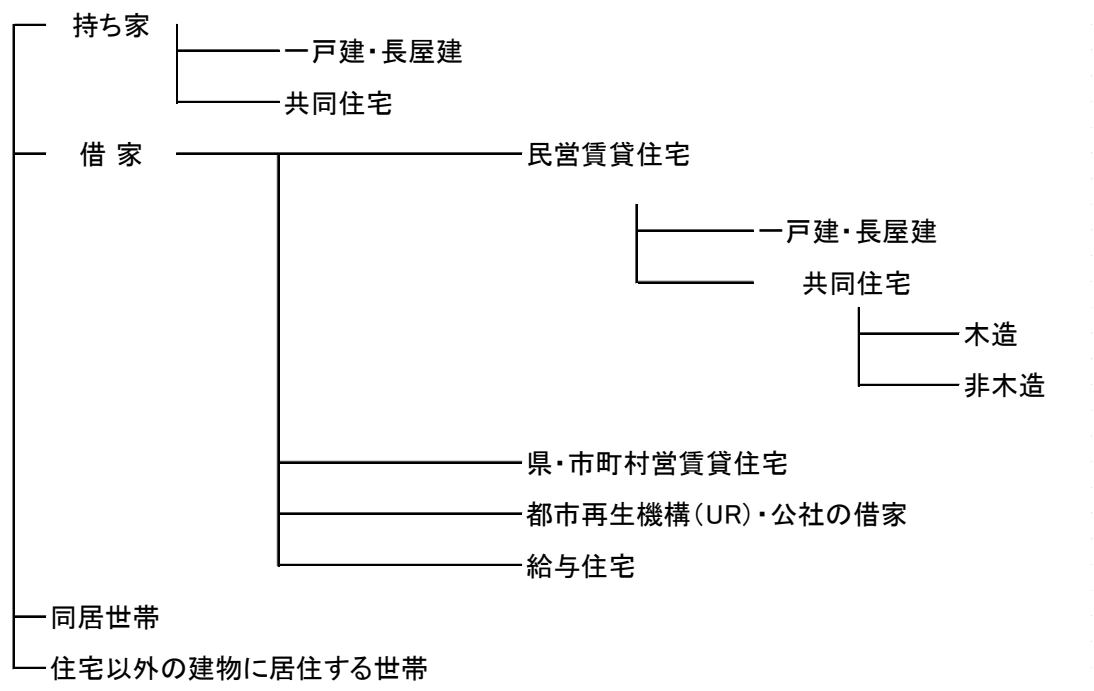 持ち家
一戸建・長屋建
共同住宅
借 家
民営賃貸住宅
一戸建・長屋建
共同住宅
木造
非木造
県・市町村営賃貸住宅
都市再生機構（UR）・公社の借家
給与住宅
同居世帯
住宅以外の建物に居住する世帯